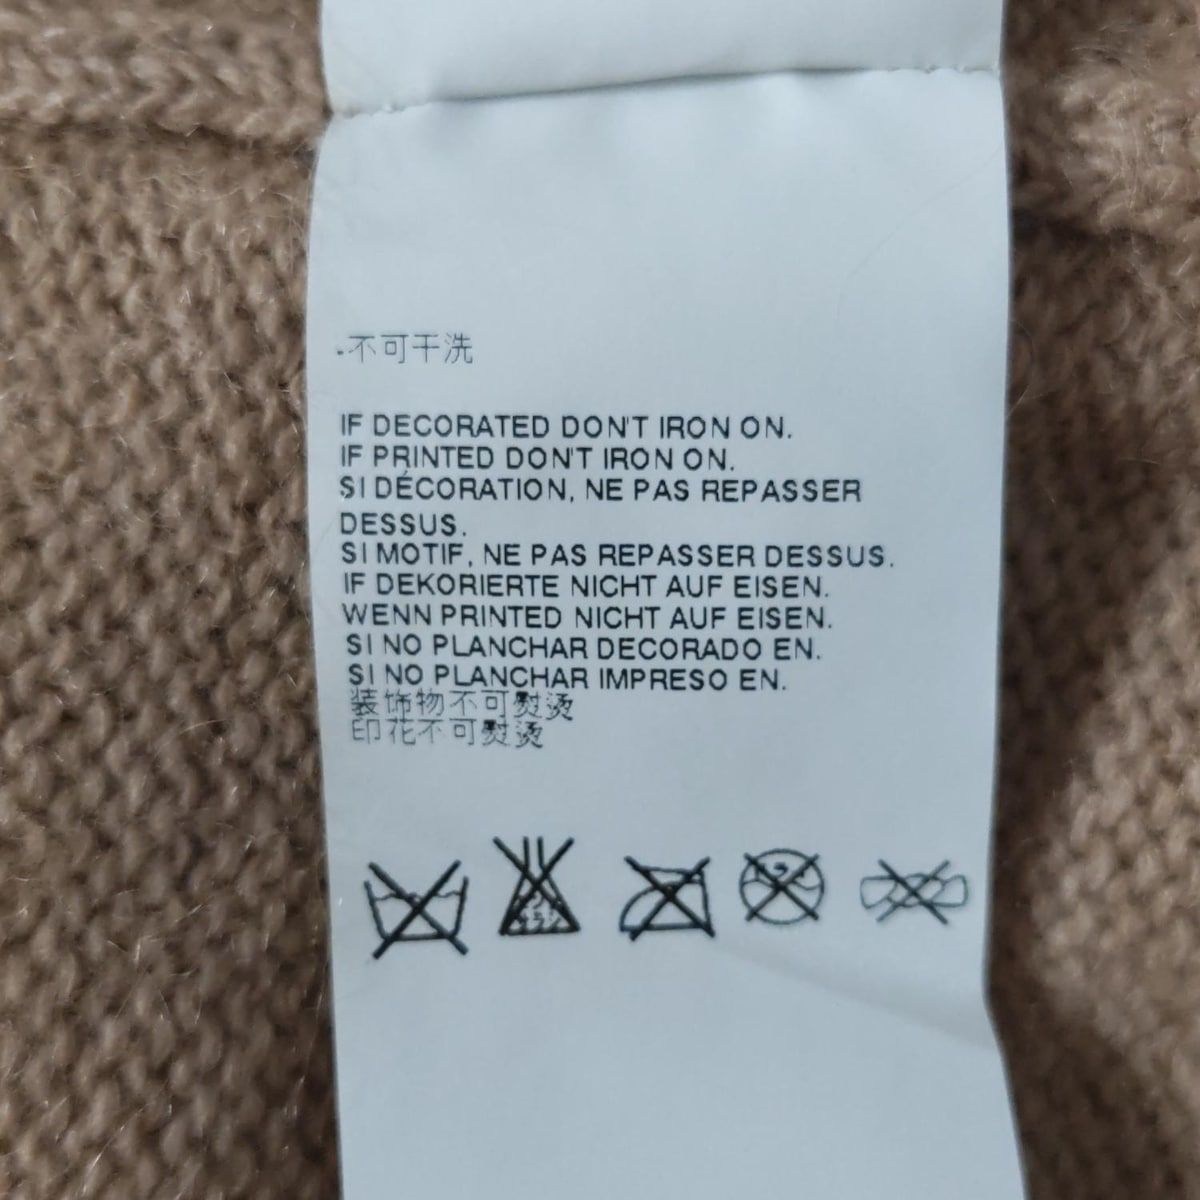 -不可干洗
IF DECORATED DON'T IRON ON.
IF PRINTED DON'T IRON ON.
SI DÉCORATION, NE PAS REPASSER
DESSUS.
SI MOTIF, NE PAS REPASSER DESSUS.
IF DEKORIERTE NICHT AUF EISEN.
WENN PRINTED NICHT AUF EISEN.
SI NO PLANCHAR DECORADO EN.
SI NO PLANCHAR IMPRESO EN.
装饰物不可熨烫
印花不可熨烫